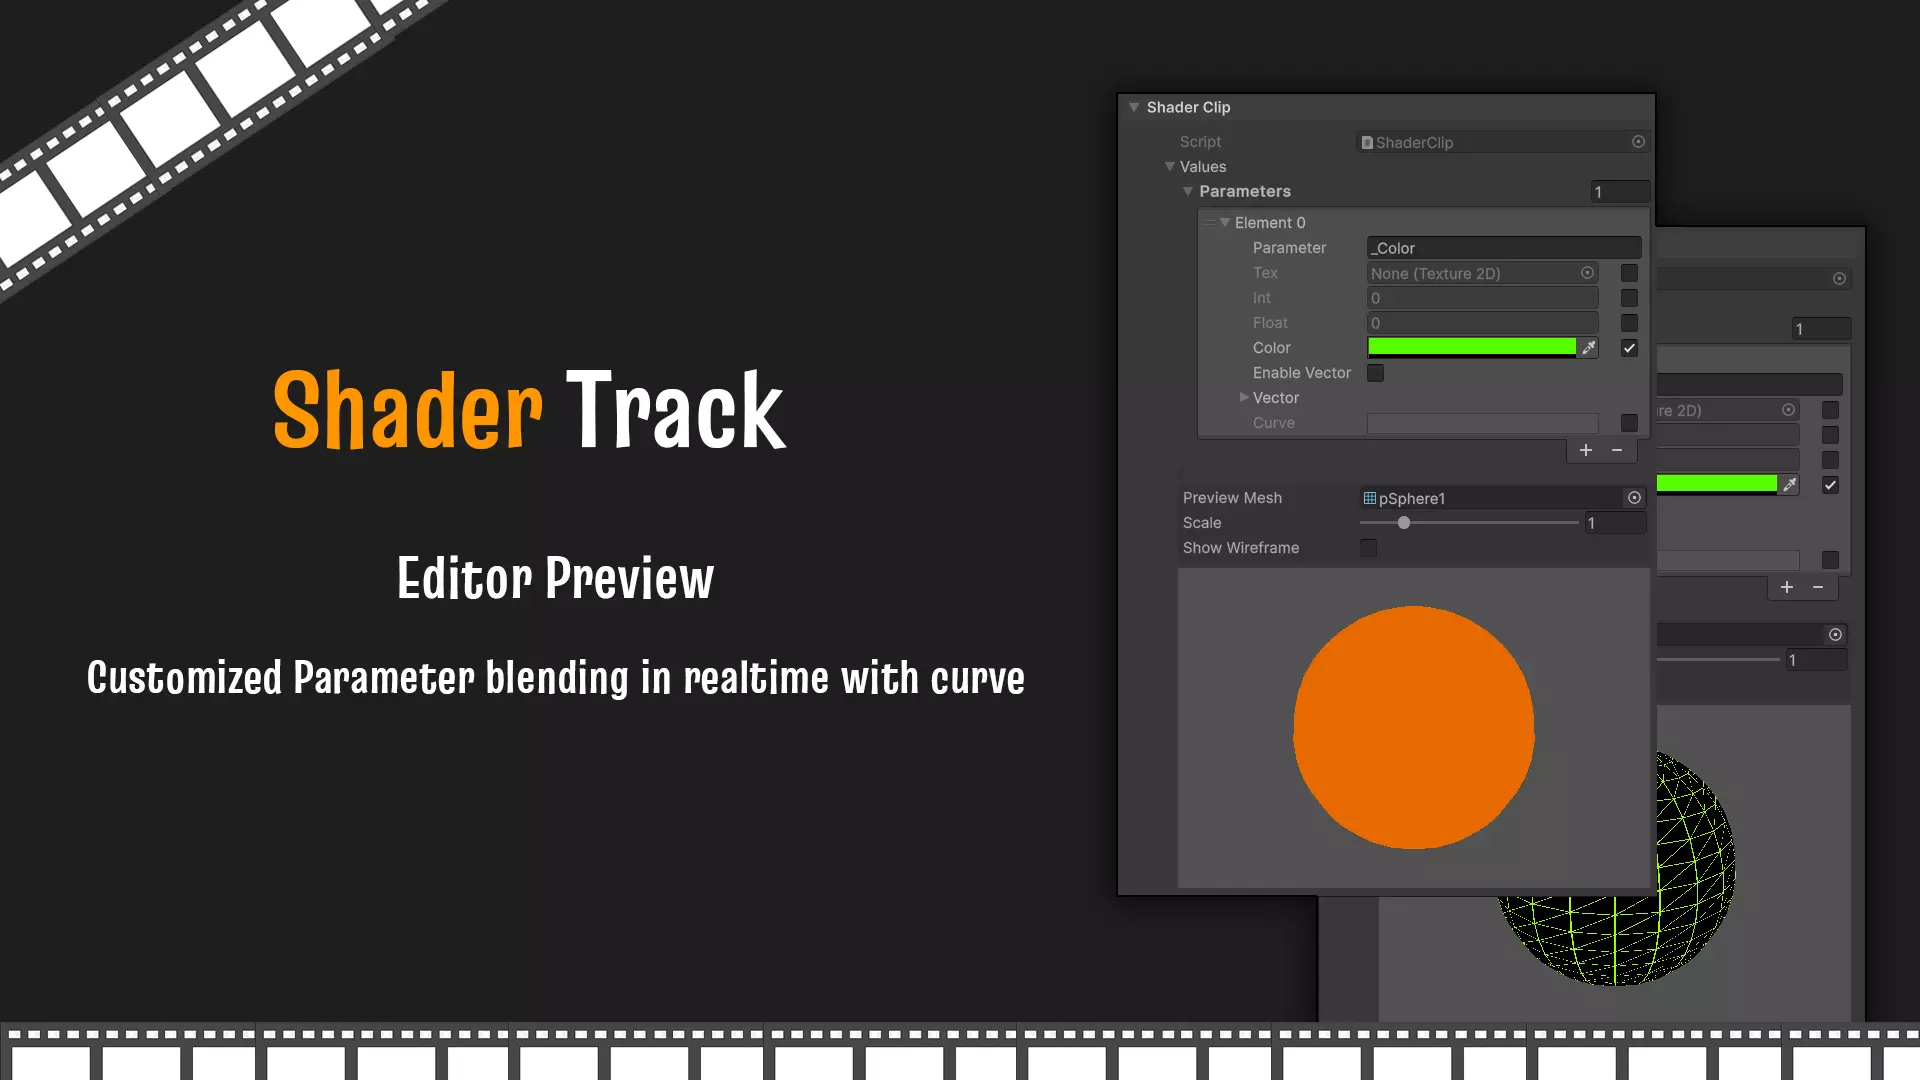 Shader Track
Editor Preview
Customized Parameter blending in realtime with curve
Shader Clip
Script ShaderClip
Values
Parameters 1
Element 0
Parameter _Color
Tex None (Texture 2D)
Int 0
Float 0
Color
Enable Vector
Vector
Curve
+ −
Preview Mesh pSphere1
Scale 1
Show Wireframe
1
re 2D)
+ −
1